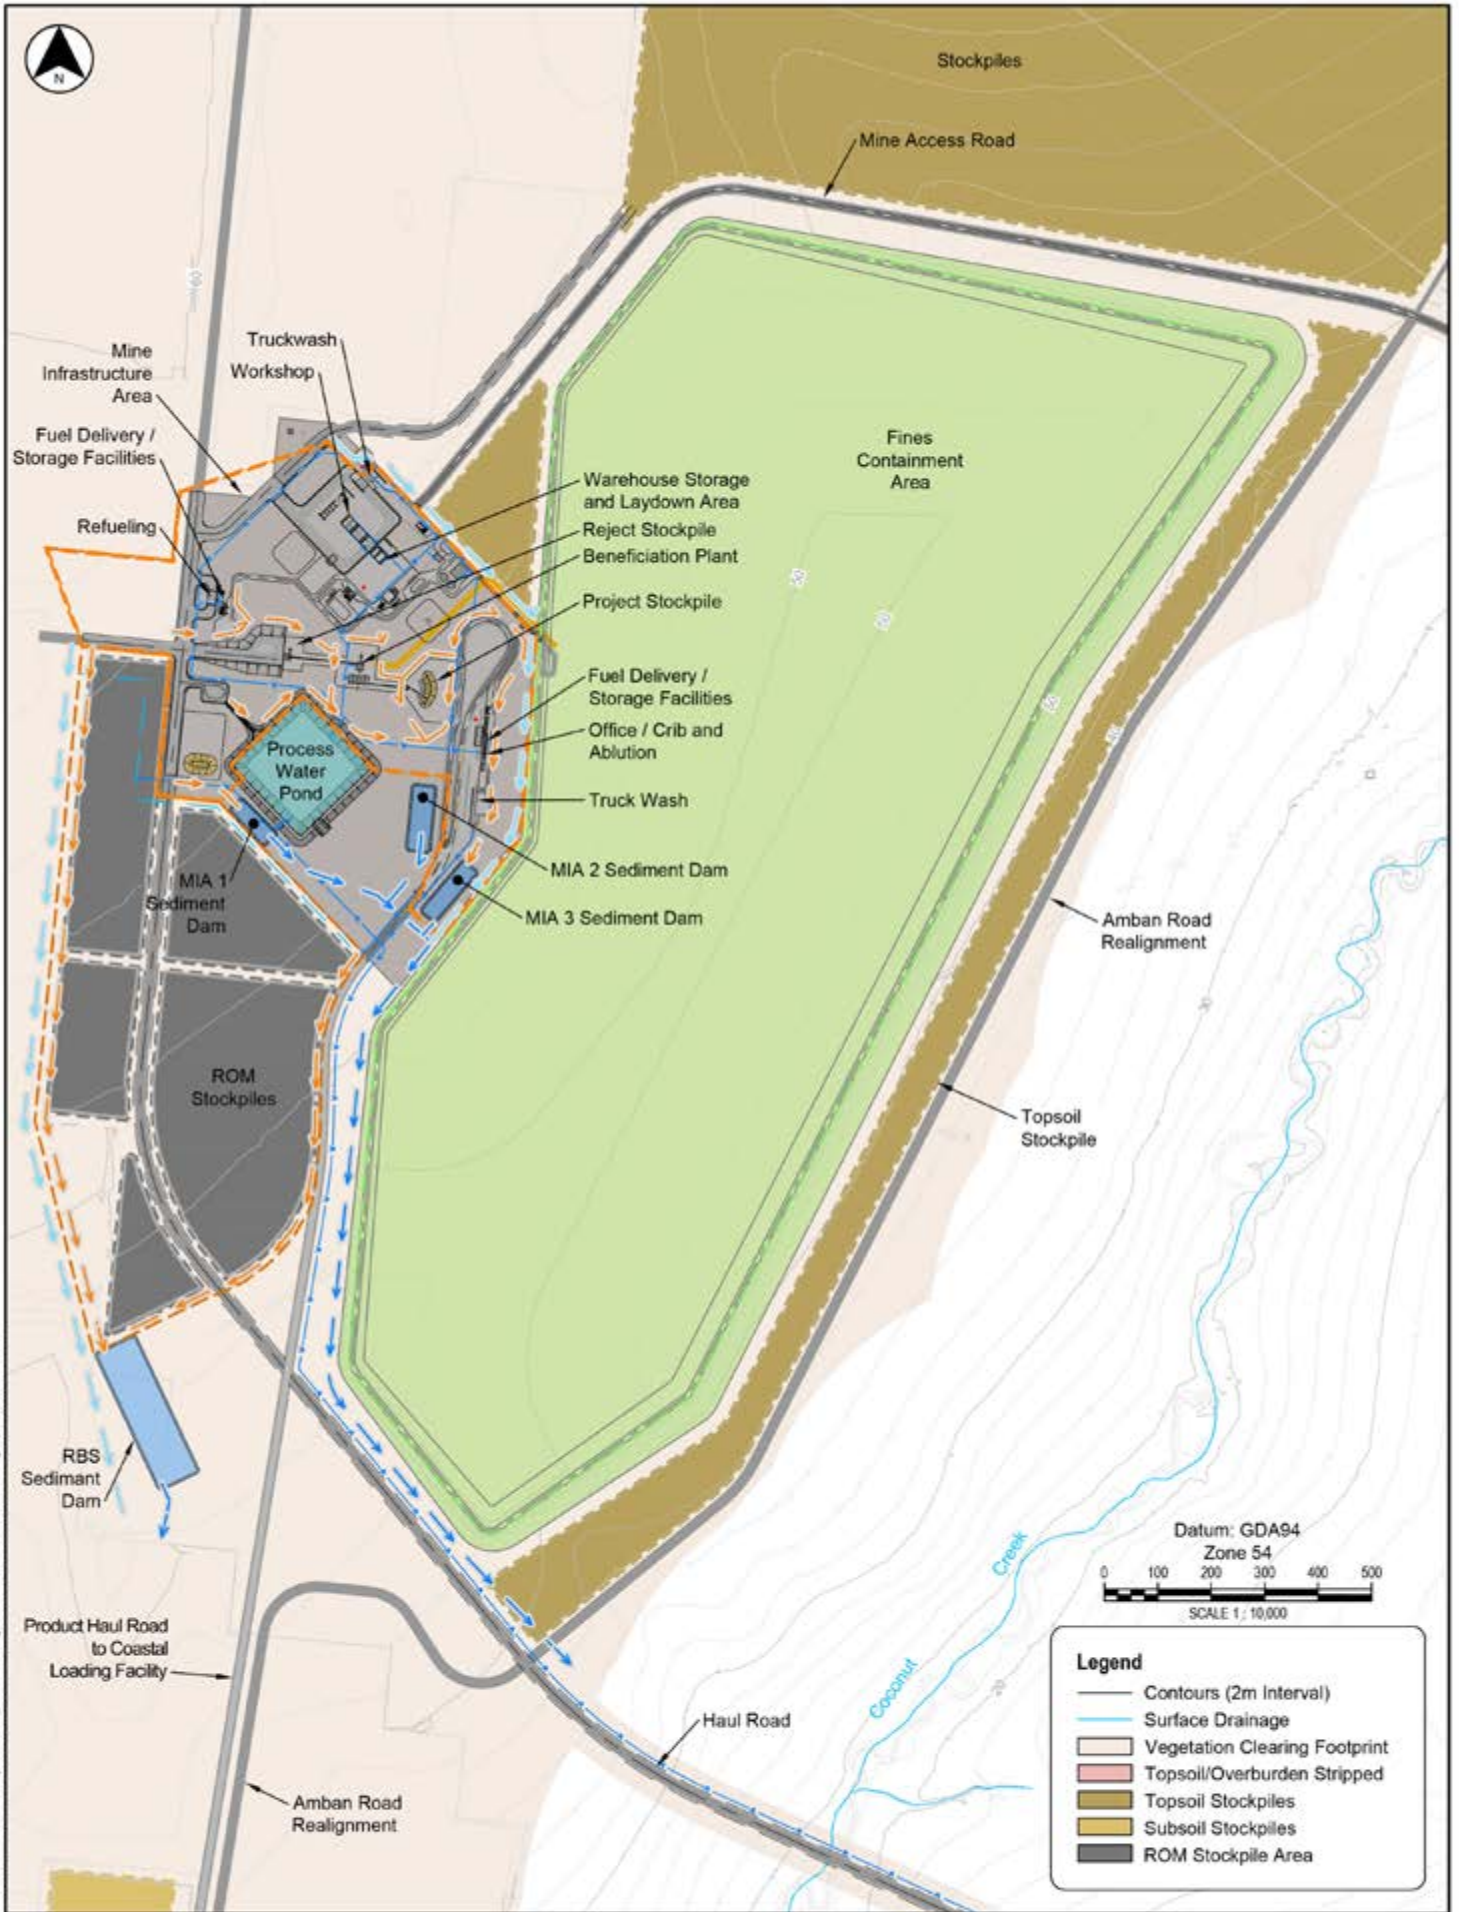 N
Stockpiles
Mine Access Road
Truckwash
Workshop
Mine
Infrastructure
Area
Fuel Delivery /
Storage Facilities
Refueling
Warehouse Storage
and Laydown Area
Reject Stockpile
Beneficiation Plant
Project Stockpile
Fines
Containment
Area
Fuel Delivery /
Storage Facilities
Office / Crib and
Ablution
Truck Wash
Process
Water
Pond
MIA 2 Sediment Dam
MIA 3 Sediment Dam
MIA 1
Sediment
Dam
Amban Road
Realignment
ROM
Stockpiles
Topsoil
Stockpile
RBS
Sedimant
Dam
Creek
Coconut
Product Haul Road
to Coastal
Loading Facility
Haul Road
Amban Road
Realignment
Datum: GDA94
Zone 54
0 100 200 300 400 500
SCALE 1 : 10,000
Legend
Contours (2m Interval)
Surface Drainage
Vegetation Clearing Footprint
Topsoil/Overburden Stripped
Topsoil Stockpiles
Subsoil Stockpiles
ROM Stockpile Area